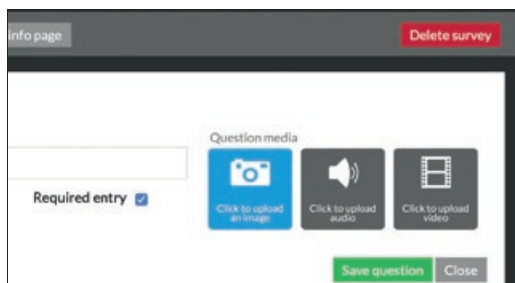 info page
Delete survey
Question media
Required entry
Click to upload
an image
Click to upload
audio
Click to upload
video
Save question
Close